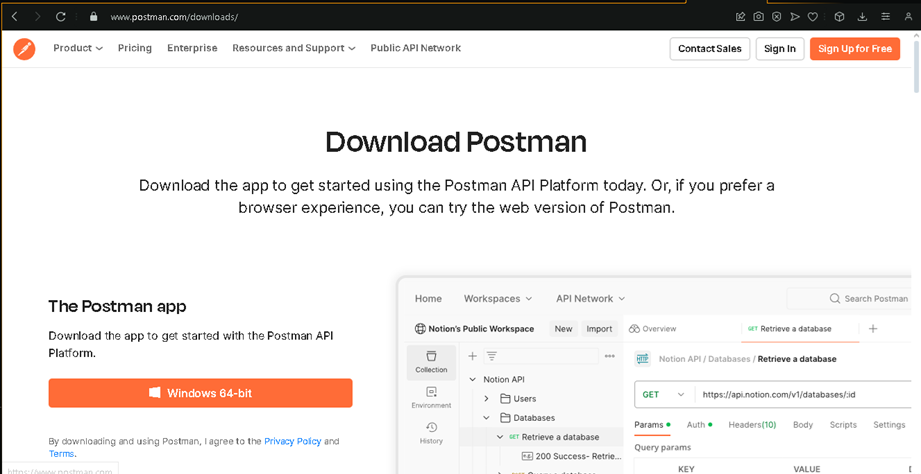 www.postman.com/downloads/
Product Pricing Enterprise Resources and Support Public API Network Contact Sales Sign In Sign Up for Free
Download Postman
Download the app to get started using the Postman API Platform today. Or, if you prefer a
browser experience, you can try the web version of Postman.
The Postman app
Download the app to get started with the Postman API
Platform.
Windows 64-bit
By downloading and using Postman, I agree to the Privacy Policy and
Terms.
https://www.postman.com
Home Workspaces API Network Search Postman
Notion's Public Workspace New Import Overview GET Retrieve a database
Collection
Environment
History
Notion API
Users
Databases
GET Retrieve a database
200 Success- Retrie...
HTTP Notion API / Databases / Retrieve a database
GET https://api.notion.com/v1/databases/:id
Params Auth Headers(10) Body Scripts Settings
Query params
KEY VALUE